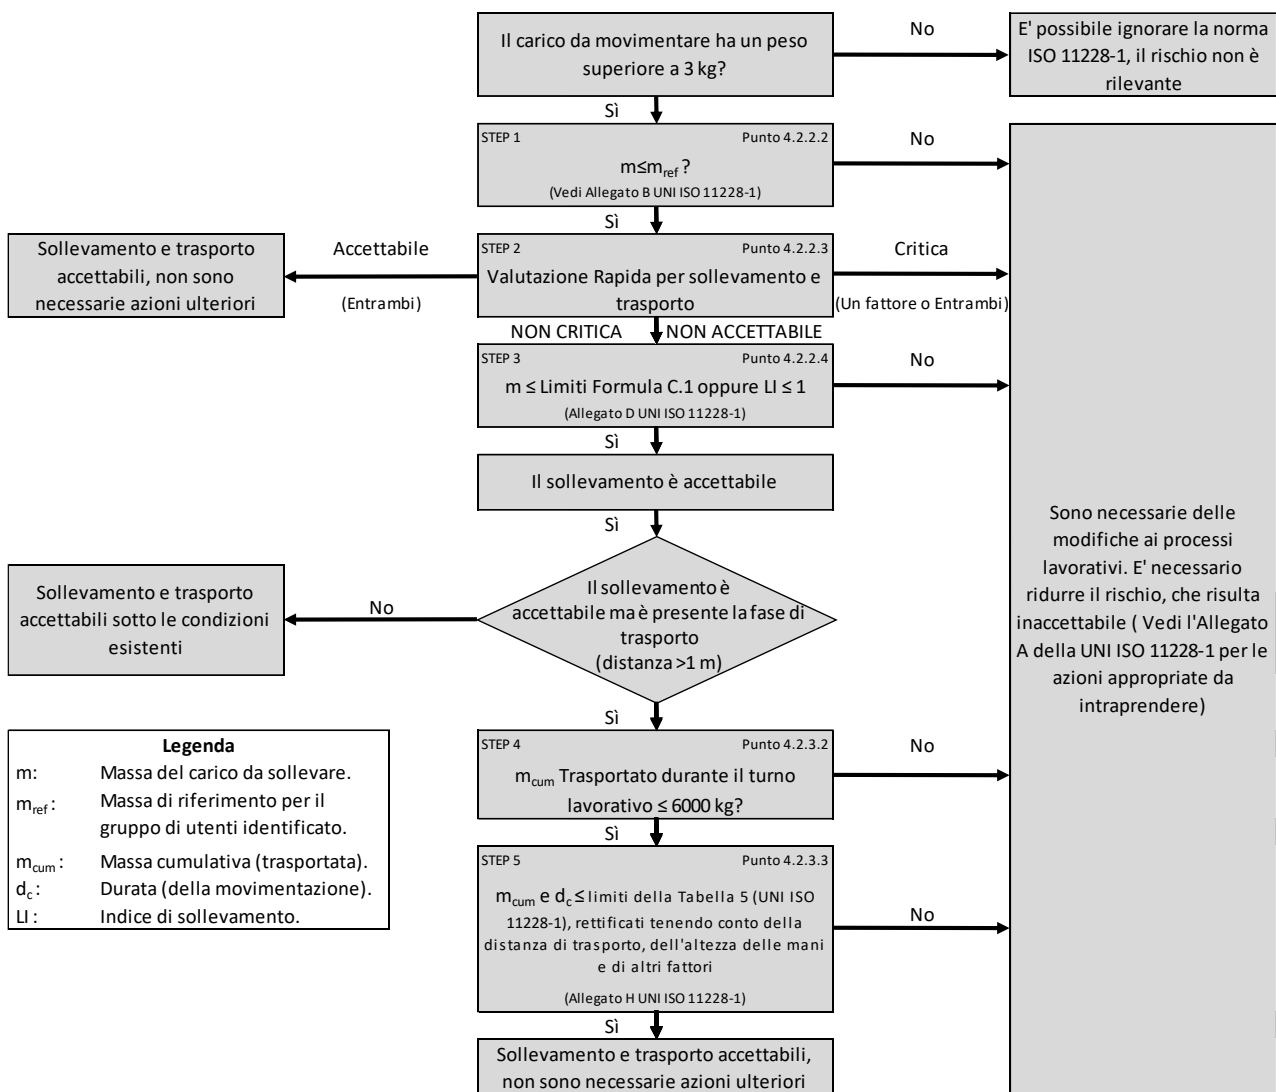 Il carico da movimentare ha un peso
superiore a 3 kg?
No
E' possibile ignorare la norma
ISO 11228-1, il rischio non è
rilevante
Sì
STEP 1
Punto 4.2.2.2
m≤mref ?
(Vedi Allegato B UNI ISO 11228-1)
No
Sì
Sollevamento e trasporto
accettabili, non sono
necessarie azioni ulteriori
Accettabile
(Entrambi)
STEP 2
Punto 4.2.2.3
Valutazione Rapida per sollevamento e
trasporto
Critica
(Un fattore o Entrambi)
NON CRITICA
NON ACCETTABILE
STEP 3
Punto 4.2.2.4
m ≤ Limiti Formula C.1 oppure LI ≤ 1
(Allegato D UNI ISO 11228-1)
No
Sì
Il sollevamento è accettabile
Sì
Il sollevamento è
accettabile ma è presente la fase di
trasporto
(distanza >1 m)
No
Sollevamento e trasporto
accettabili sotto le condizioni
esistenti
Sono necessarie delle
modifiche ai processi
lavorativi. E' necessario
ridurre il rischio, che risulta
inaccettabile ( Vedi l'Allegato
A della UNI ISO 11228-1 per le
azioni appropriate da
intraprendere)
Sì
STEP 4
Punto 4.2.3.2
mcum Trasportato durante il turno
lavorativo ≤ 6000 kg?
No
Sì
STEP 5
Punto 4.2.3.3
mcum e dc ≤ limiti della Tabella 5 (UNI ISO
11228-1), rettificati tenendo conto della
distanza di trasporto, dell'altezza delle mani
e di altri fattori
(Allegato H UNI ISO 11228-1)
No
Sì
Sollevamento e trasporto accettabili,
non sono necessarie azioni ulteriori
Legenda
m: Massa del carico da sollevare.
mref : Massa di riferimento per il
gruppo di utenti identificato.
mcum : Massa cumulativa (trasportata).
dc : Durata (della movimentazione).
LI : Indice di sollevamento.